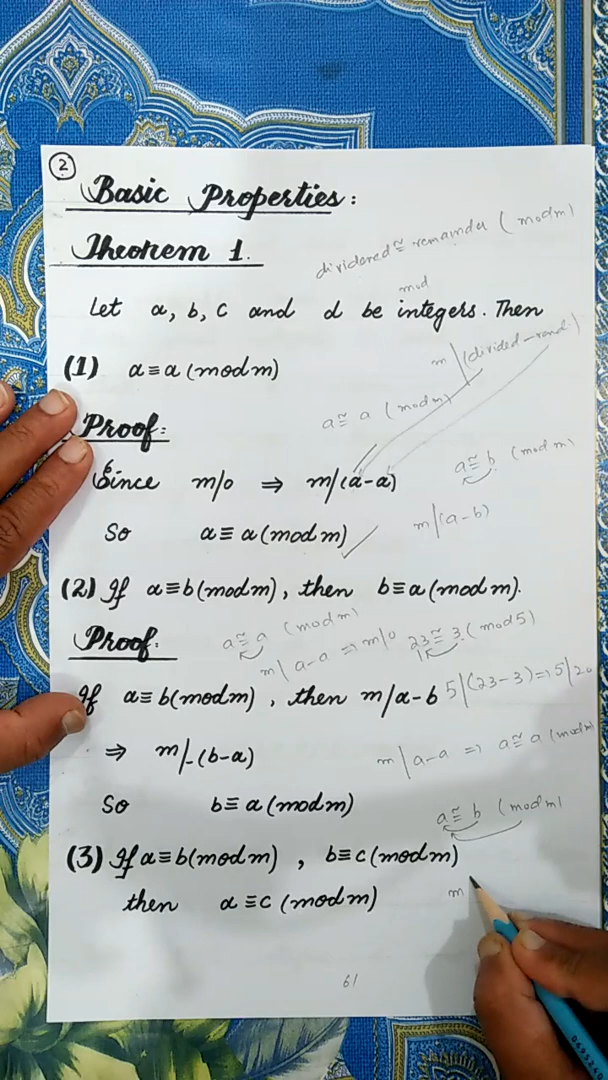 ②
Basic Properties:
Theorem 1.
dividered ≅ remainder (mod m)
mod
Let a, b, c and d be integers. Then
m | (divided - remd.)
(1) a ≡ a (mod m)
a ≅ a (mod m)
Proof:
a ≅ b (mod m)
Since m/0 ⇒ m/(a-a)
m/(a-b)
So a ≡ a (mod m)
(2) If a ≡ b (mod m), then b ≡ a (mod m).
a ≅ a (mod m)
Proof:
m/ a-a ⇒ m/0
23 ≅ 3 (mod 5)
If a ≡ b (mod m), then m/a-b
5/(23-3) ⇒ 5/20
⇒ m/-(b-a)
m | a-a ⇒ a ≅ a (mod m)
So b ≡ a (mod m)
a ≅ b (mod m)
(3) If a ≡ b (mod m), b ≡ c (mod m)
then a ≡ c (mod m)
m
61